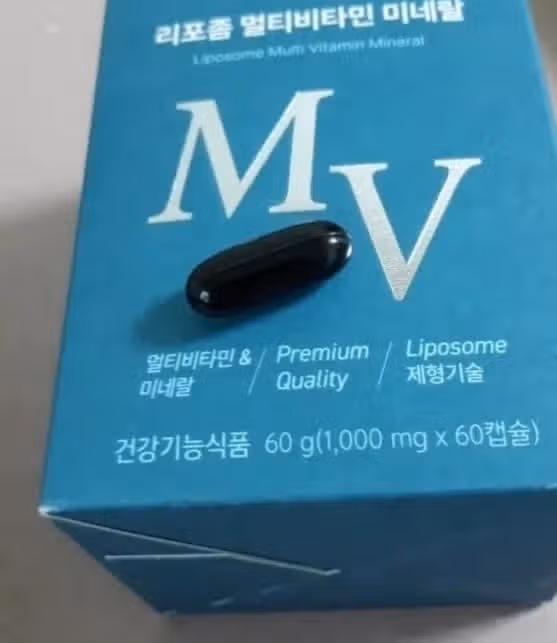 리포좀 멀티비타민 미네랄
Liposome Multi Vitamin Mineral
MV
멀티비타민 &
미네랄
Premium
Quality
Liposome
제형기술
건강기능식품 60 g(1,000 mg x 60캡슐)